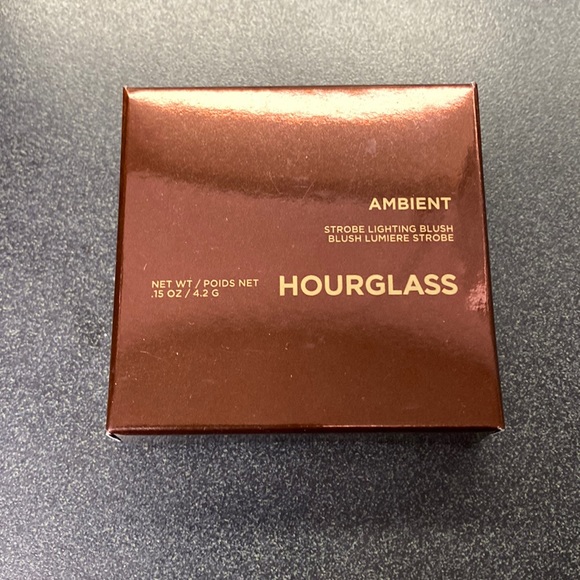 AMBIENT
STROBE LIGHTING BLUSH
BLUSH LUMIERE STROBE
NET WT / POIDS NET
.15 OZ / 4.2 G
HOURGLASS